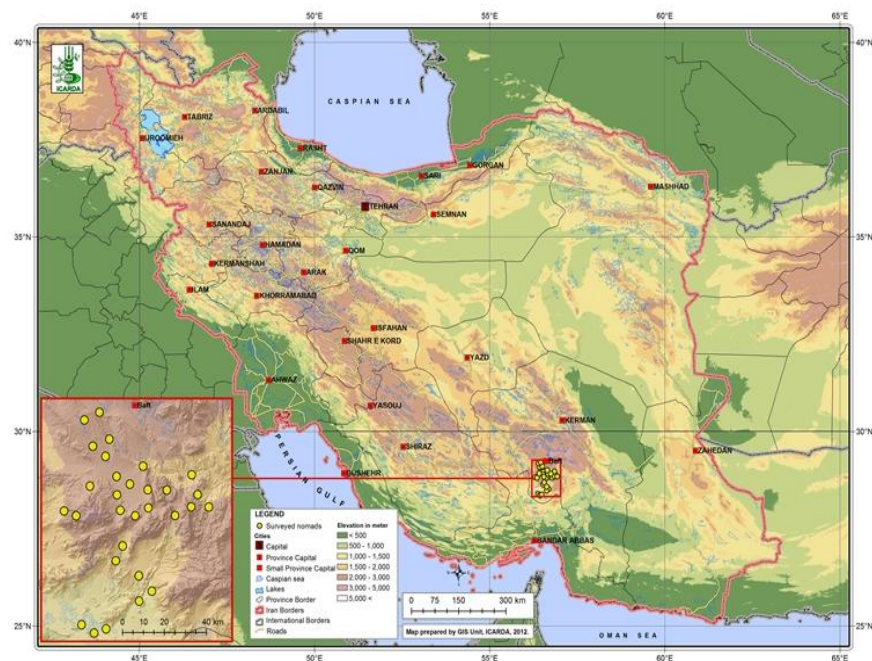 45°E 50°E 55°E 60°E 65°E
40°N 40°N
ICARDA
CASPIAN SEA
ARDABIL
TABRIZ
UROOMIEH
RASHT
GORGAN
ZANJAN
SARI
QAZVIN
MASHHAD
TEHRAN
SEMNAN
SANANDAJ
35°N 35°N
HAMADAN
QOM
KERMANSHAH
ARAK
ILAM
KHORRAMABAD
ISFAHAN
SHAHR E KORD
YAZD
AHWAZ
YASOUJ
KERMAN
30°N 30°N
SHIRAZ
ZAHEDAN
Baft
BUSHEHR
PERSIAN GULF
BANDAR ABBAS
OMAN SEA
25°N 25°N
Baft
0 10 20 40 km
LEGEND
Surveyed nomads
Cities
Capital
Province Capital
Small Province Capital
Caspian sea
Lakes
Province Border
Iran Borders
International Borders
Roads
Elevation in meter
< 500
500 - 1,000
1,000 - 1,500
1,500 - 2,000
2,000 - 3,000
3,000 - 5,000
5,000 <
0 150 300 km
Map prepared by GIS Unit, ICARDA, 2012.
45°E 50°E 55°E 60°E 65°E